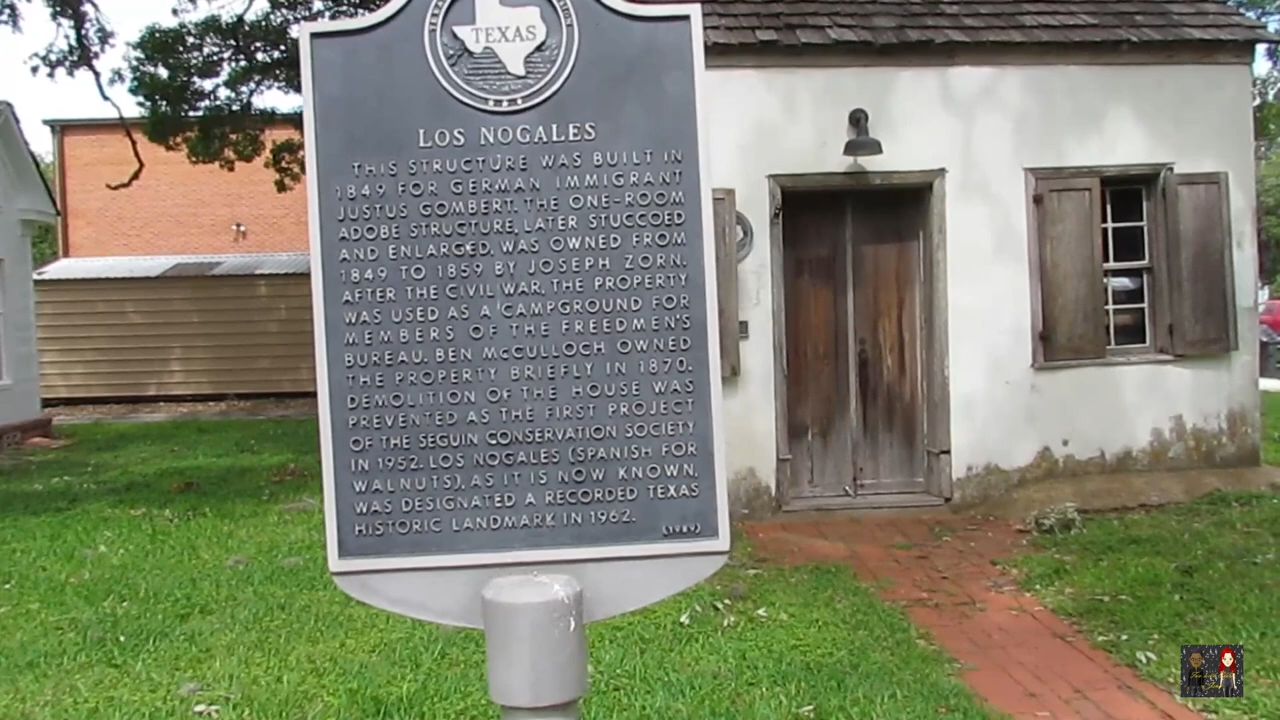 TEXAS
LOS NOGALES
THIS STRUCTURE WAS BUILT IN
1849 FOR GERMAN IMMIGRANT
JUSTUS GOMBERT. THE ONE-ROOM
ADOBE STRUCTURE, LATER STUCCOED
AND ENLARGED, WAS OWNED FROM
1849 TO 1859 BY JOSEPH ZORN.
AFTER THE CIVIL WAR, THE PROPERTY
WAS USED AS A CAMPGROUND FOR
MEMBERS OF THE FREEDMEN'S
BUREAU. BEN McCULLOCH OWNED
THE PROPERTY BRIEFLY IN 1870.
DEMOLITION OF THE HOUSE WAS
PREVENTED AS THE FIRST PROJECT
OF THE SEGUIN CONSERVATION SOCIETY
IN 1952. LOS NOGALES (SPANISH FOR
WALNUTS), AS IT IS NOW KNOWN,
WAS DESIGNATED A RECORDED TEXAS
HISTORIC LANDMARK IN 1962.
(1989)